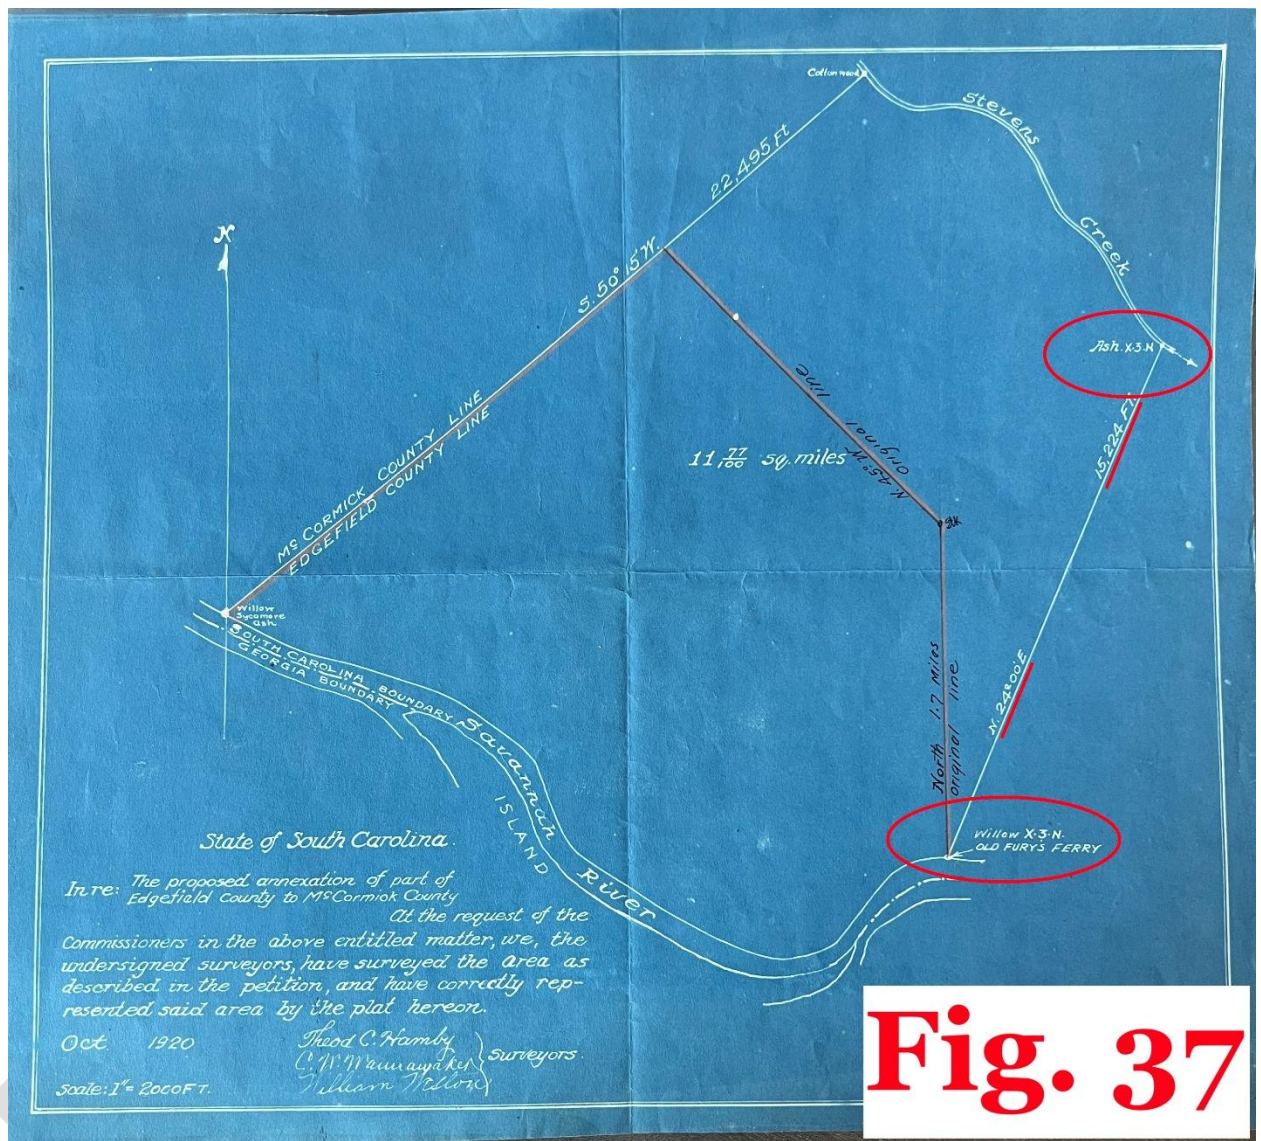 Cottonwood
Stevens
Creek
22,495 Ft
S. 50° 15' W.
N
Ash. X-3-N
15,224 FT.
N. 24°00' E
McCORMICK COUNTY LINE
EDGEFIELD COUNTY LINE
11 77/100 sq. miles
N. 45° W
original line
Stk
North 1.7 Miles
original line
Willow
Sycamore
Ash
SOUTH CAROLINA BOUNDARY
GEORGIA BOUNDARY
Savannah River
ISLAND
Willow X-3-N.
OLD FURY'S FERRY
State of South Carolina.
In re: The proposed annexation of part of
Edgefield County to McCormick County
At the request of the
Commissioners in the above entitled matter, we, the
undersigned surveyors, have surveyed the area as
described in the petition, and have correctly rep-
resented said area by the plat hereon.
Oct. 1920
Theod C. Hamby
William
Surveyors.
Scale: 1"= 2000 FT.
Fig. 37